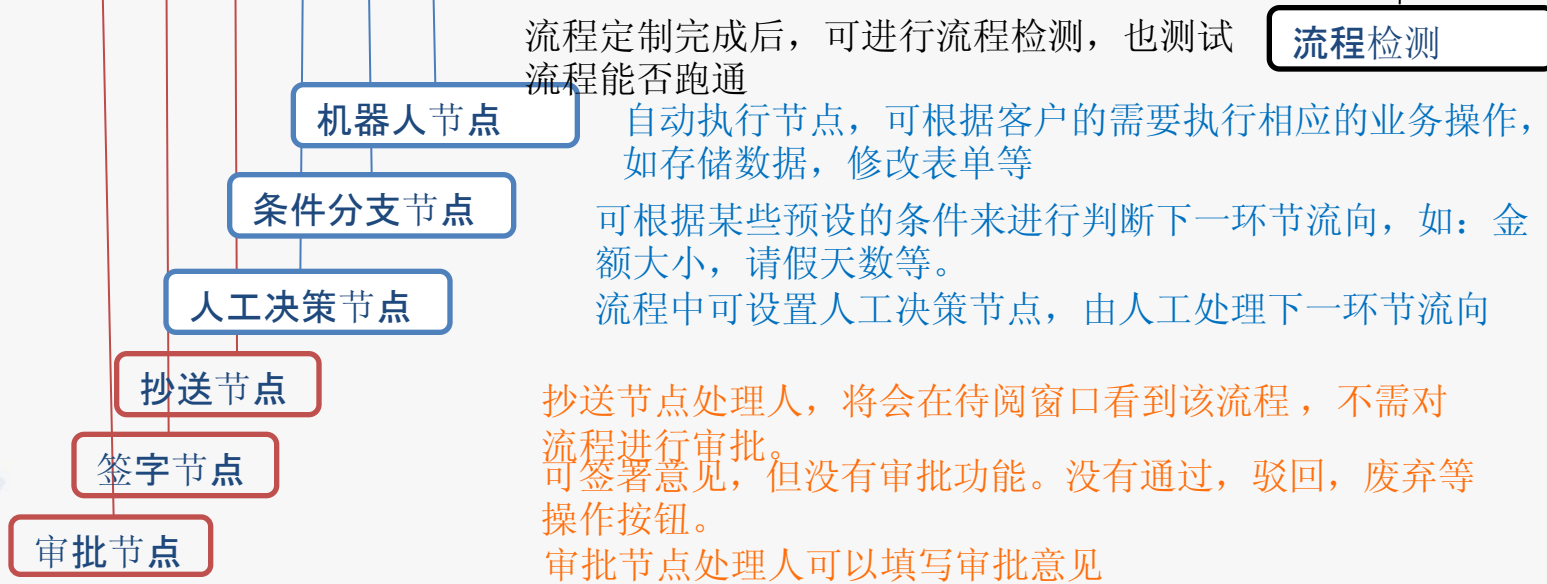 流程定制完成后，可进行流程检测，也测试
流程能否跑通
流程检测
机器人节点
自动执行节点，可根据客户的需要执行相应的业务操作，
如存储数据，修改表单等
条件分支节点
可根据某些预设的条件来进行判断下一环节流向，如：金
额大小，请假天数等。
人工决策节点
流程中可设置人工决策节点，由人工处理下一环节流向
抄送节点
抄送节点处理人，将会在待阅窗口看到该流程，不需对
流程进行审批。
签字节点
可签署意见，但没有审批功能。没有通过，驳回，废弃等
操作按钮。
审批节点
审批节点处理人可以填写审批意见